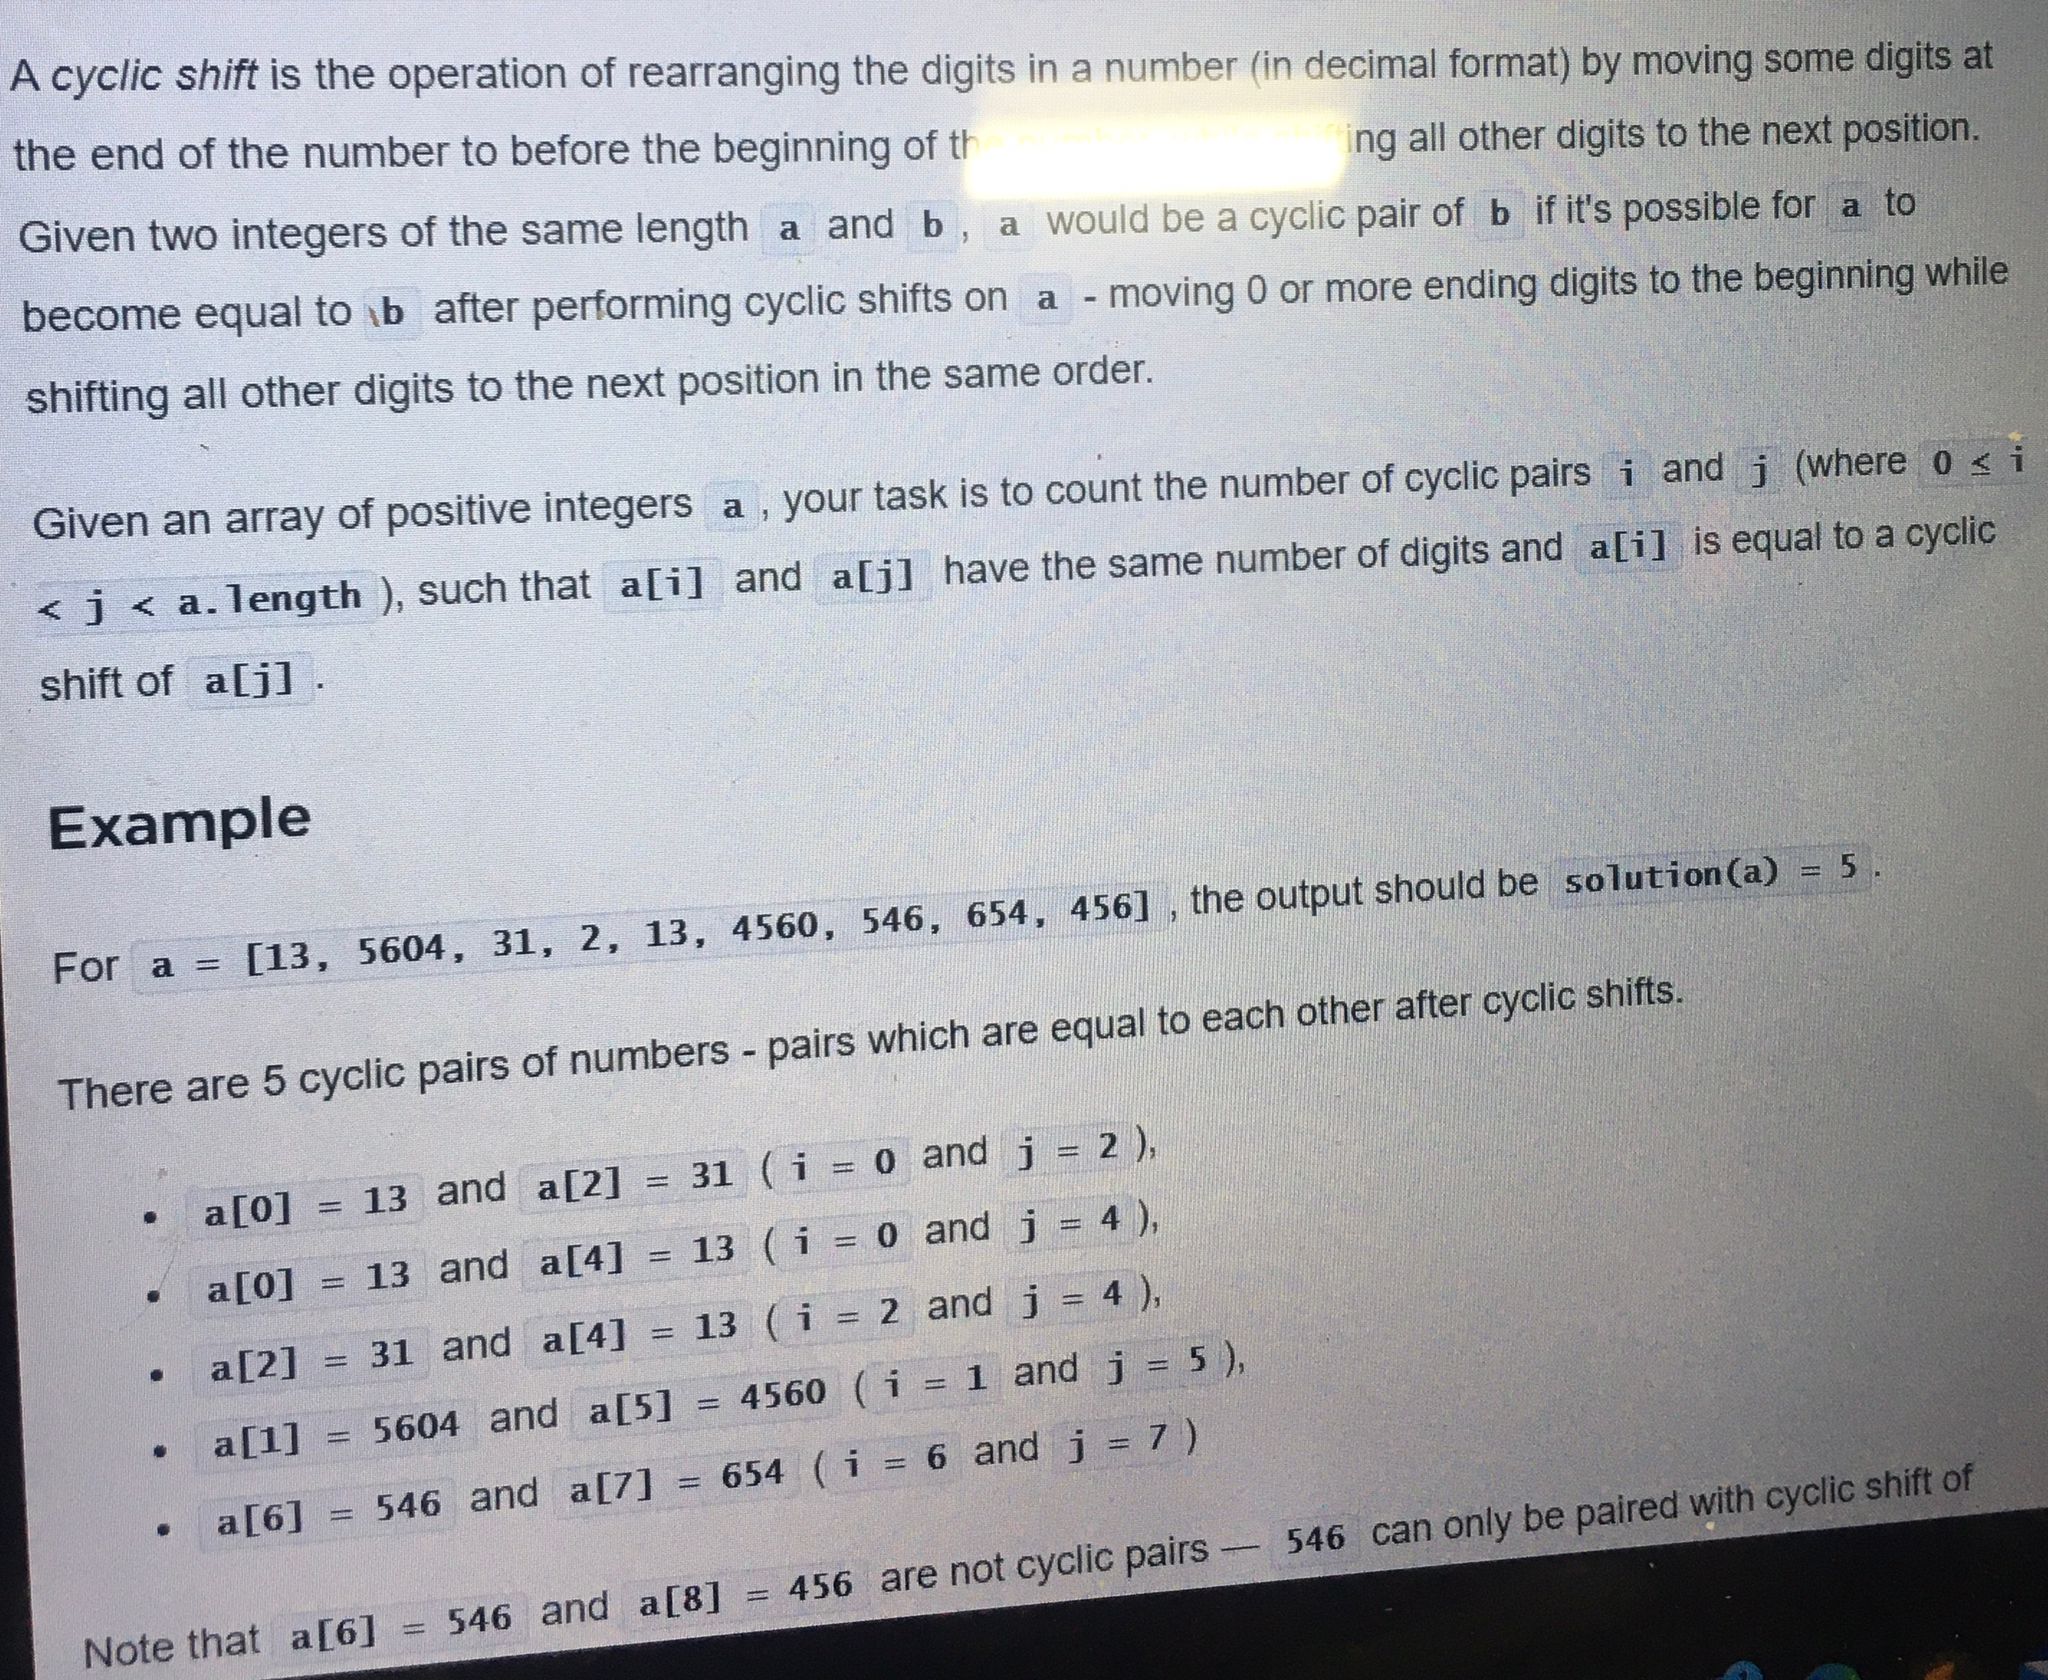 A cyclic shift is the operation of rearranging the digits in a number (in decimal format) by moving some digits at
the end of the number to before the beginning of all other digits to the next position.
Given two integers of the same length a and b , a would be a cyclic pair of b if it's possible for a to
become equal to b after performing cyclic shifts on a - moving 0 or more ending digits to the beginning while
shifting all other digits to the next position in the same order.
Given an array of positive integers a , your task is to count the number of cyclic pairs i and j (where 0 ≤ i
< j < a.length ), such that a[i] and a[j] have the same number of digits and a[i] is equal to a cyclic
shift of a[j] .
Example
For a = [13, 5604, 31, 2, 13, 4560, 546, 654, 456] , the output should be solution(a) = 5 .
There are 5 cyclic pairs of numbers - pairs which are equal to each other after cyclic shifts.
• a[0] = 13 and a[2] = 31 ( i = 0 and j = 2 ),
• a[0] = 13 and a[4] = 13 ( i = 0 and j = 4 ),
• a[2] = 31 and a[4] = 13 ( i = 2 and j = 4 ),
• a[1] = 5604 and a[5] = 4560 ( i = 1 and j = 5 ),
• a[6] = 546 and a[7] = 654 ( i = 6 and j = 7 )
Note that a[6] = 546 and a[8] = 456 are not cyclic pairs — 546 can only be paired with cyclic shift of